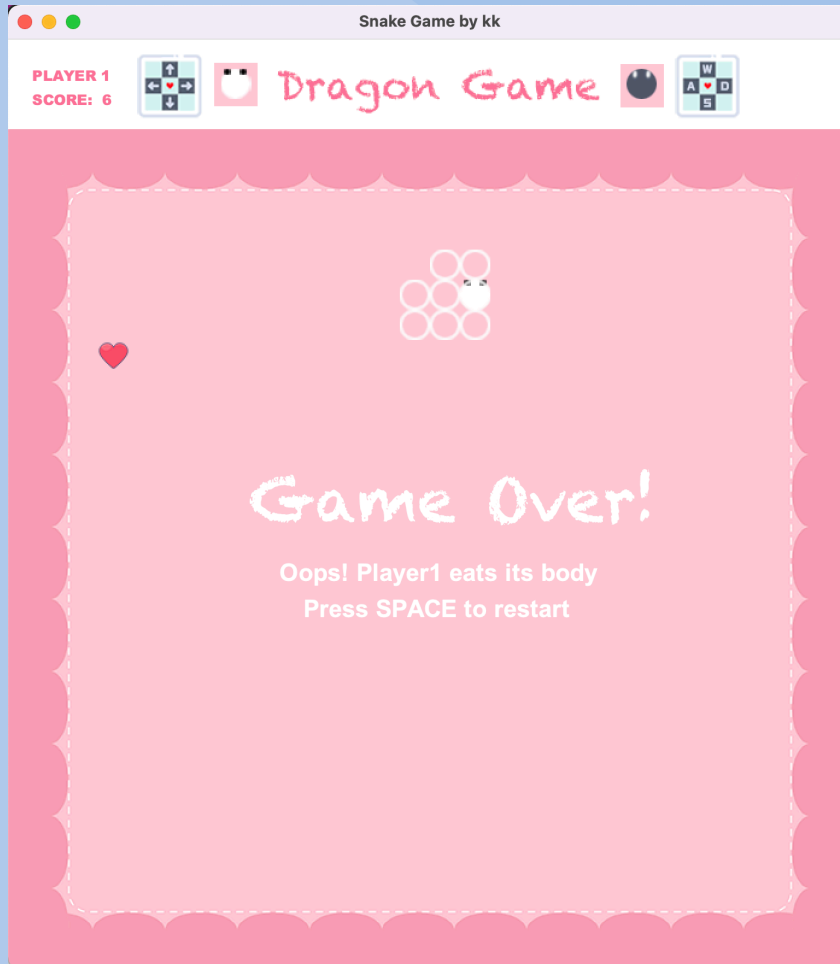 Snake Game by kk
PLAYER 1
SCORE: 6
Dragon Game
W
A D
S
Game Over!
Oops! Player1 eats its body
Press SPACE to restart